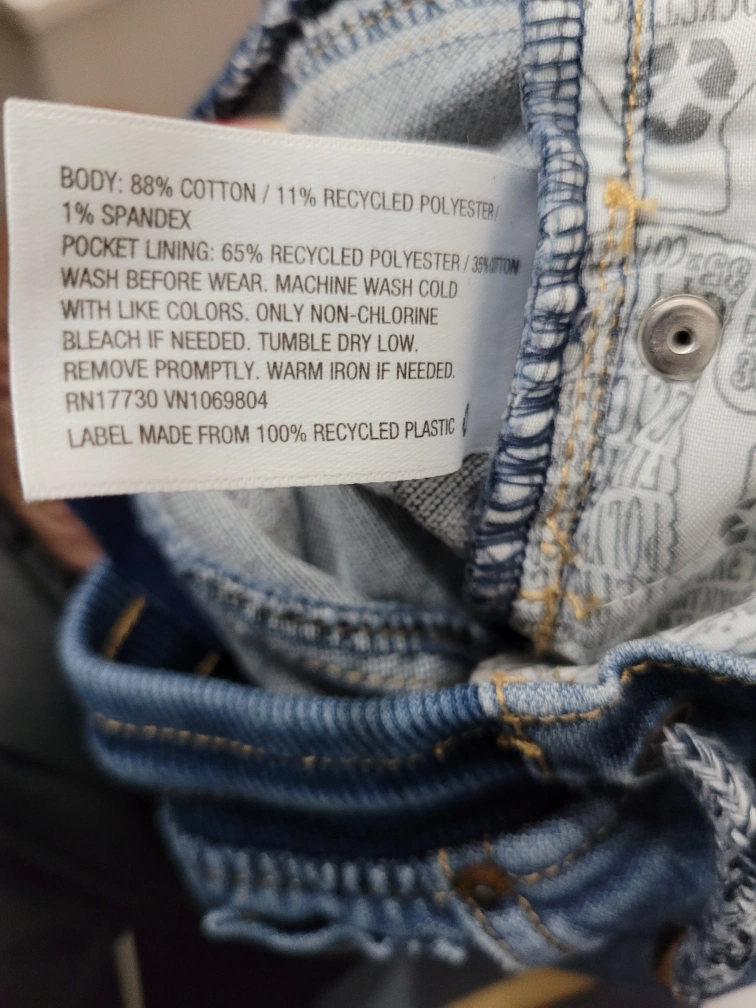 BODY: 88% COTTON / 11% RECYCLED POLYESTER /
1% SPANDEX
POCKET LINING: 65% RECYCLED POLYESTER / 35% COTTON
WASH BEFORE WEAR. MACHINE WASH COLD
WITH LIKE COLORS. ONLY NON-CHLORINE
BLEACH IF NEEDED. TUMBLE DRY LOW.
REMOVE PROMPTLY. WARM IRON IF NEEDED.
RN17730 VN1069804
LABEL MADE FROM 100% RECYCLED PLASTIC